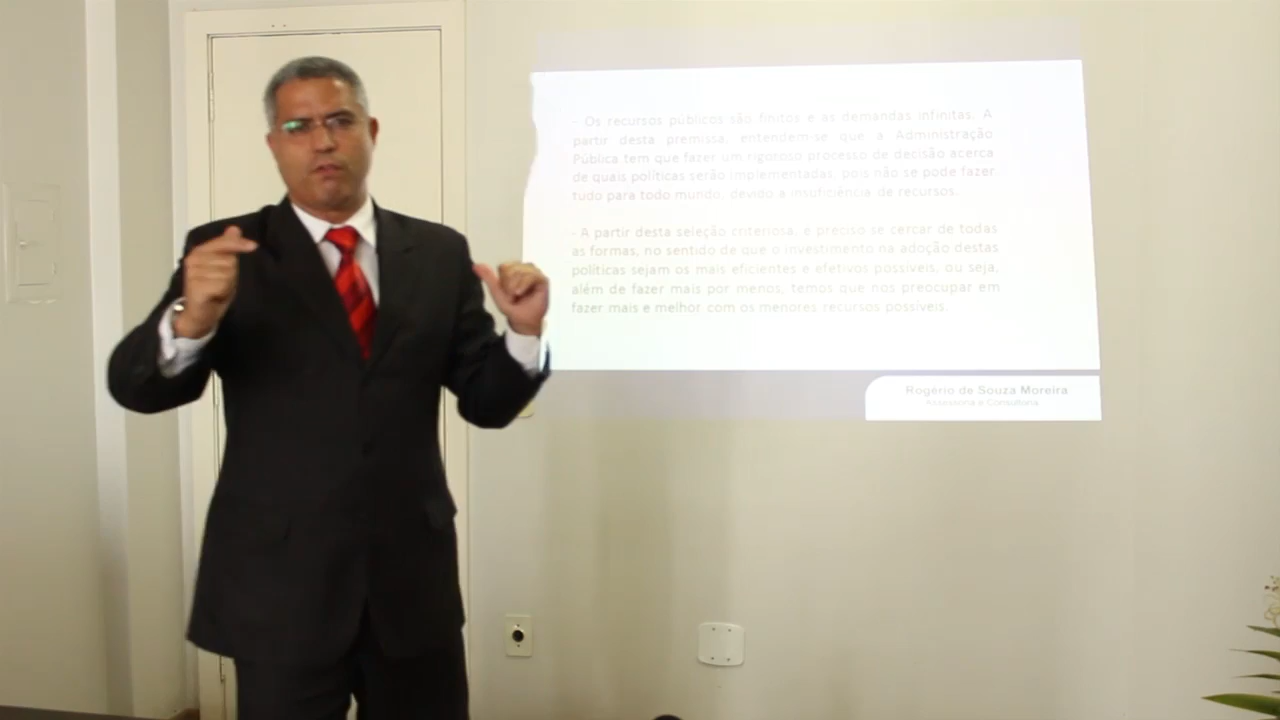 - Os recursos públicos são finitos e as demandas infinitas. A
partir desta premissa, entendem-se que a Administração
Pública tem que fazer um rigoroso processo de decisão acerca
de quais políticas serão implementadas, pois não se pode fazer
tudo para todo mundo, devido a insuficiência de recursos.
- A partir desta seleção criteriosa, é preciso se cercar de todas
as formas, no sentido de que o investimento na adoção destas
políticas sejam os mais eficientes e efetivos possíveis, ou seja,
além de fazer mais por menos, temos que nos preocupar em
fazer mais e melhor com os menores recursos possíveis.
Rogério de Souza Moreira
Assessoria e Consultoria